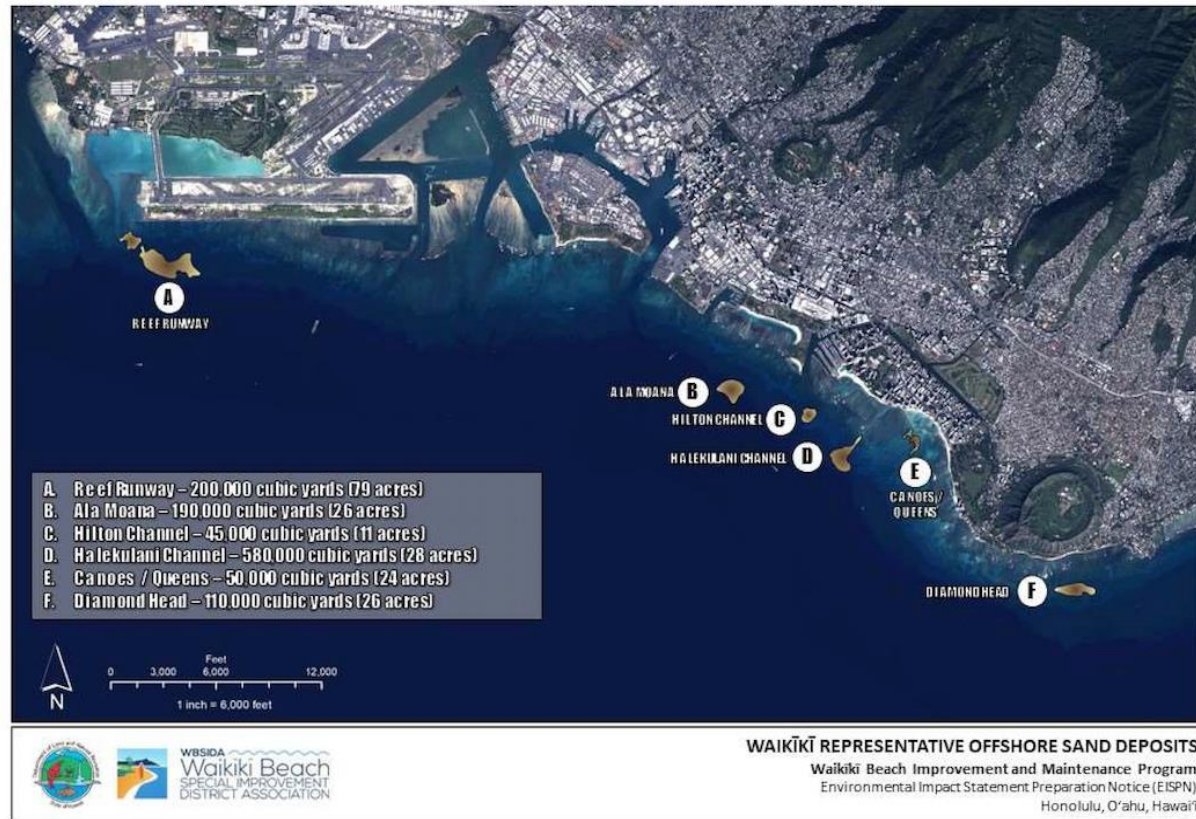 A
REEF RUNWAY
ALA MOANA B
HILTON CHANNEL C
HALEKULANI CHANNEL D
E
CANOES /
QUEENS
DIAMOND HEAD F
A. Reef Runway – 200,000 cubic yards (79 acres)
B. Ala Moana – 190,000 cubic yards (26 acres)
C. Hilton Channel – 45,000 cubic yards (11 acres)
D. Halekulani Channel – 580,000 cubic yards (28 acres)
E. Canoes / Queens – 50,000 cubic yards (24 acres)
F. Diamond Head – 110,000 cubic yards (26 acres)
N
Feet
0 3,000 6,000 12,000
1 inch = 6,000 feet
WBSIDA
Waikiki Beach
SPECIAL IMPROVEMENT
DISTRICT ASSOCIATION
WAIKĪKĪ REPRESENTATIVE OFFSHORE SAND DEPOSITS
Waikīkī Beach Improvement and Maintenance Program
Environmental Impact Statement Preparation Notice (EISPN)
Honolulu, O‘ahu, Hawai‘i